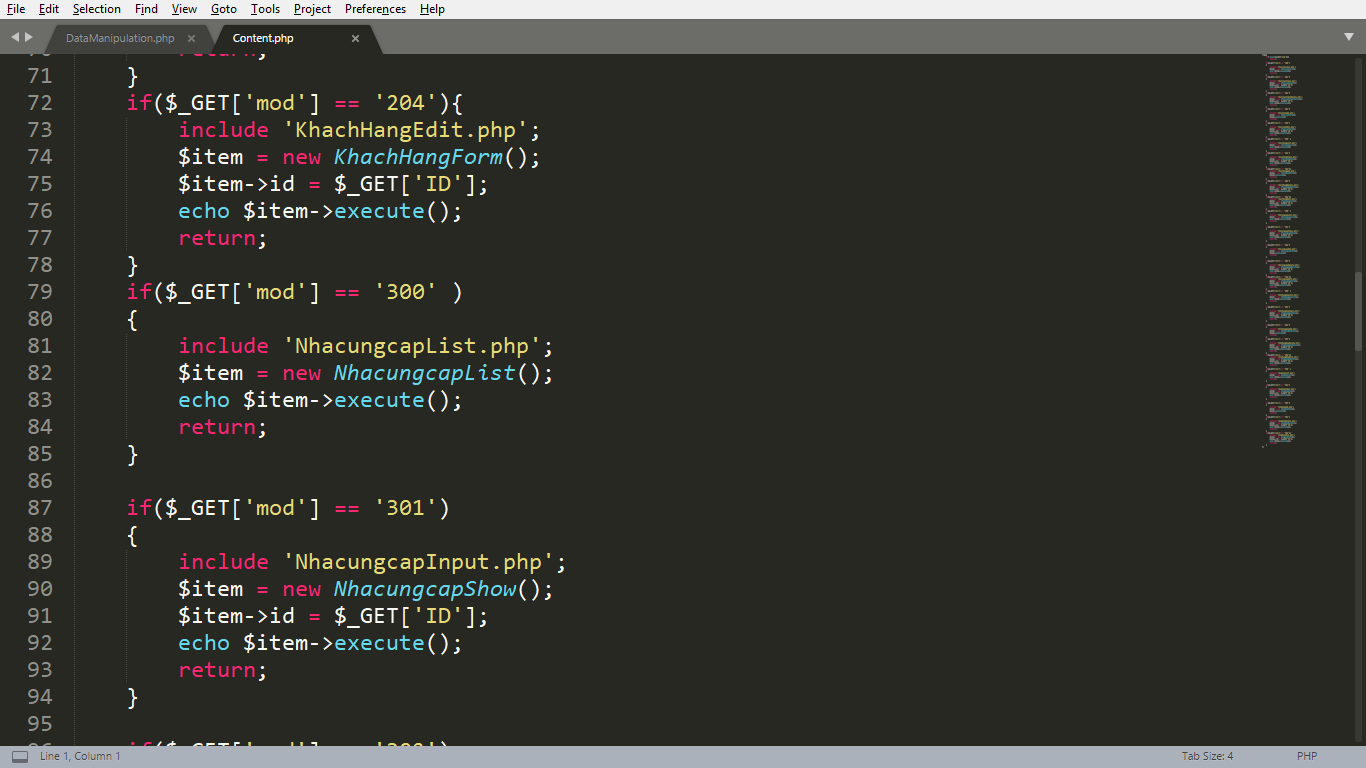 File Edit Selection Find View Goto Tools Project Preferences Help
DataManipulation.php × Content.php ×
return;
71 }
72 if($_GET['mod'] == '204'){
73 include 'KhachHangEdit.php';
74 $item = new KhachHangForm();
75 $item->id = $_GET['ID'];
76 echo $item->execute();
77 return;
78 }
79 if($_GET['mod'] == '300' )
80 {
81 include 'NhacungcapList.php';
82 $item = new NhacungcapList();
83 echo $item->execute();
84 return;
85 }
86
87 if($_GET['mod'] == '301')
88 {
89 include 'NhacungcapInput.php';
90 $item = new NhacungcapShow();
91 $item->id = $_GET['ID'];
92 echo $item->execute();
93 return;
94 }
95
Line 1, Column 1 Tab Size: 4 PHP